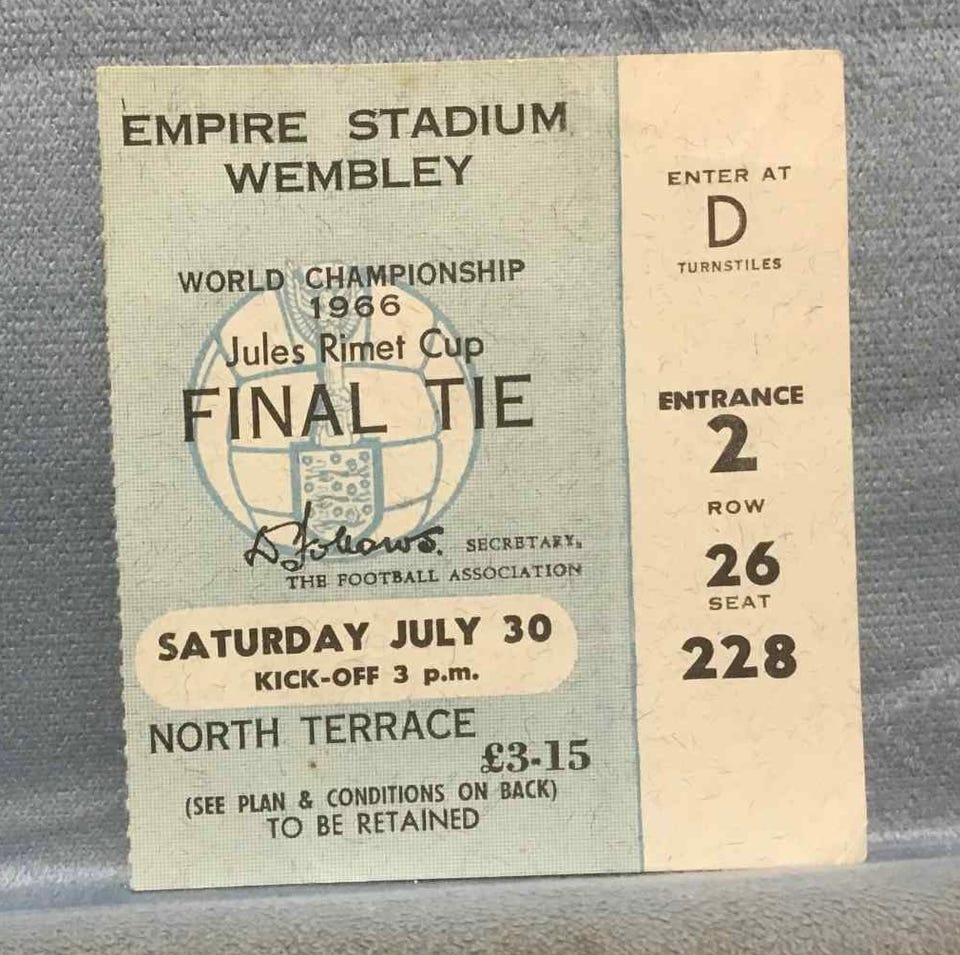 EMPIRE STADIUM
WEMBLEY
WORLD CHAMPIONSHIP
1966
Jules Rimet Cup
FINAL TIE
D Follows. SECRETARY,
THE FOOTBALL ASSOCIATION
SATURDAY JULY 30
KICK-OFF 3 p.m.
NORTH TERRACE
£3-15
(SEE PLAN & CONDITIONS ON BACK)
TO BE RETAINED
ENTER AT
D
TURNSTILES
ENTRANCE
2
ROW
26
SEAT
228